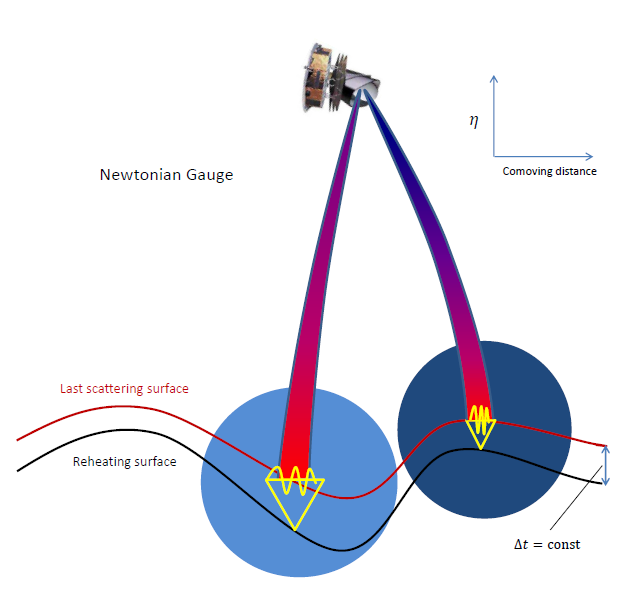 η
Comoving distance
Newtonian Gauge
Last scattering surface
Reheating surface
Δt = const